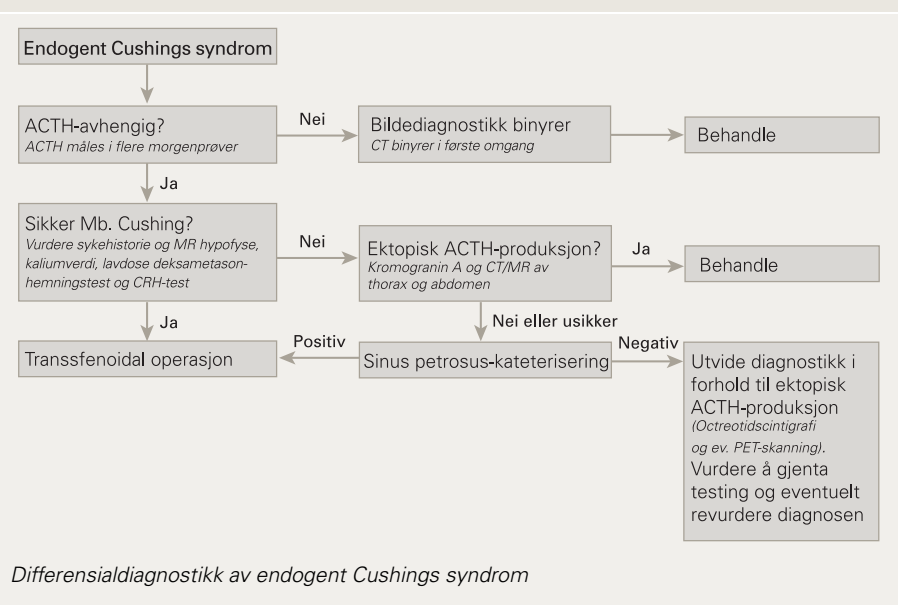 Endogent Cushings syndrom
ACTH-avhengig?
ACTH måles i flere morgenprøver
Nei
Bildediagnostikk binyrer
CT binyrer i første omgang
Behandle
Ja
Sikker Mb. Cushing?
Vurdere sykehistorie og MR hypofyse,
kaliumverdi, lavdose deksametason-
hemningstest og CRH-test
Nei
Ektopisk ACTH-produksjon?
Kromogranin A og CT/MR av
thorax og abdomen
Ja
Behandle
Ja
Nei eller usikker
Transsfenoidal operasjon
Positiv
Sinus petrosus-kateterisering
Negativ
Utvide diagnostikk i
forhold til ektopisk
ACTH-produksjon
(Octreotidscintigrafi
og ev. PET-skanning).
Vurdere å gjenta
testing og eventuelt
revurdere diagnosen
Differensialdiagnostikk av endogent Cushings syndrom